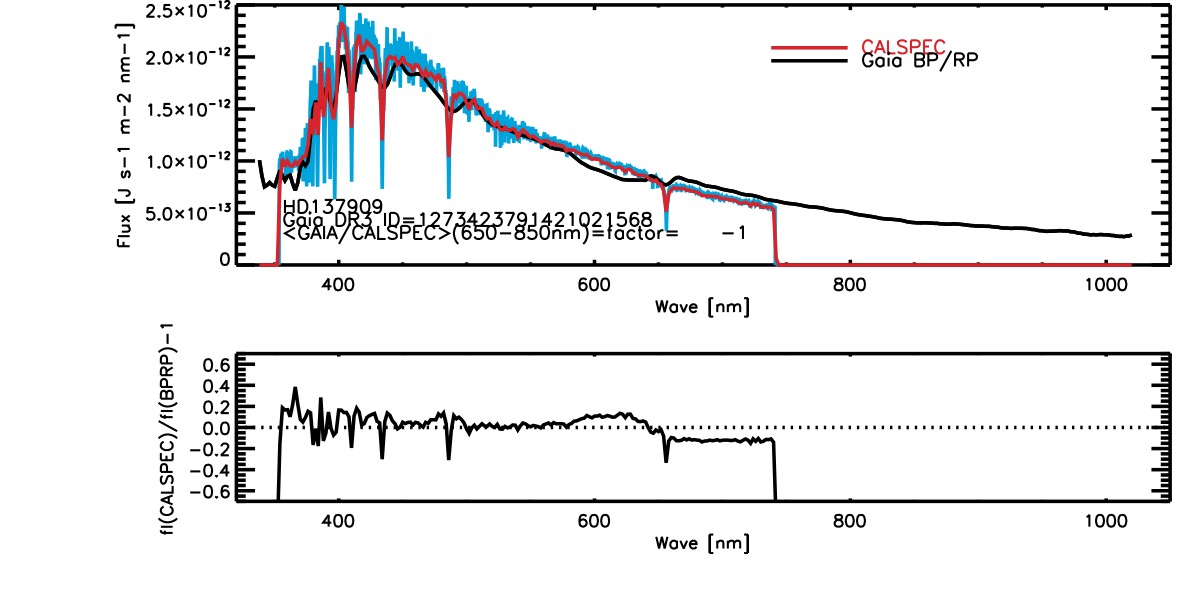 2.5×10−12
2.0×10−12
1.5×10−12
1.0×10−12
5.0×10−13
0
Flux [J s−1 m−2 nm−1]
CALSPEC
Gaia BP/RP
HD137909
Gaia DR3 ID=1273423791421021568
<GAIA/CALSPEC>(650−850nm)=factor= −1
400 600 800 1000
Wave [nm]
fl(CALSPEC)/fl(BPRP)−1
0.6
0.4
0.2
0.0
−0.2
−0.4
−0.6
400 600 800 1000
Wave [nm]